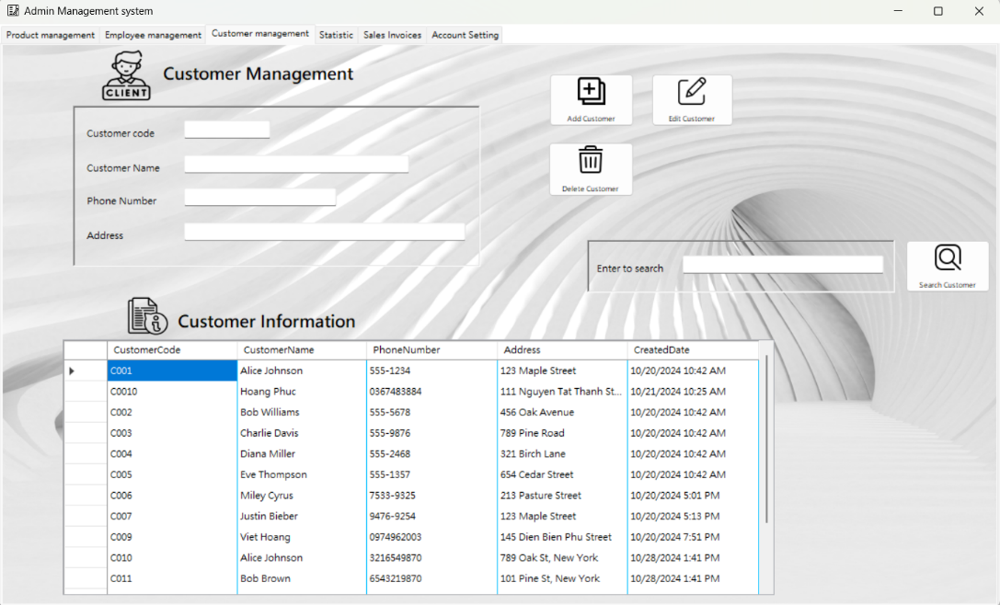 Admin Management system
Product management Employee management Customer management Statistic Sales Invoices Account Setting
CLIENT
Customer Management
Add Customer Edit Customer
Customer code
Customer Name
Delete Customer
Phone Number
Address
Enter to search
Search Customer
Customer Information
CustomerCode CustomerName PhoneNumber Address CreatedDate
C001 Alice Johnson 555-1234 123 Maple Street 10/20/2024 10:42 AM
C0010 Hoang Phuc 0367483884 111 Nguyen Tat Thanh St... 10/21/2024 10:25 AM
C002 Bob Williams 555-5678 456 Oak Avenue 10/20/2024 10:42 AM
C003 Charlie Davis 555-9876 789 Pine Road 10/20/2024 10:42 AM
C004 Diana Miller 555-2468 321 Birch Lane 10/20/2024 10:42 AM
C005 Eve Thompson 555-1357 654 Cedar Street 10/20/2024 10:42 AM
C006 Miley Cyrus 7533-9325 213 Pasture Street 10/20/2024 5:01 PM
C007 Justin Bieber 9476-9254 123 Maple Street 10/20/2024 5:13 PM
C009 Viet Hoang 0974962003 145 Dien Bien Phu Street 10/20/2024 7:51 PM
C010 Alice Johnson 3216549870 789 Oak St, New York 10/28/2024 1:41 PM
C011 Bob Brown 6543219870 101 Pine St, New York 10/28/2024 1:41 PM